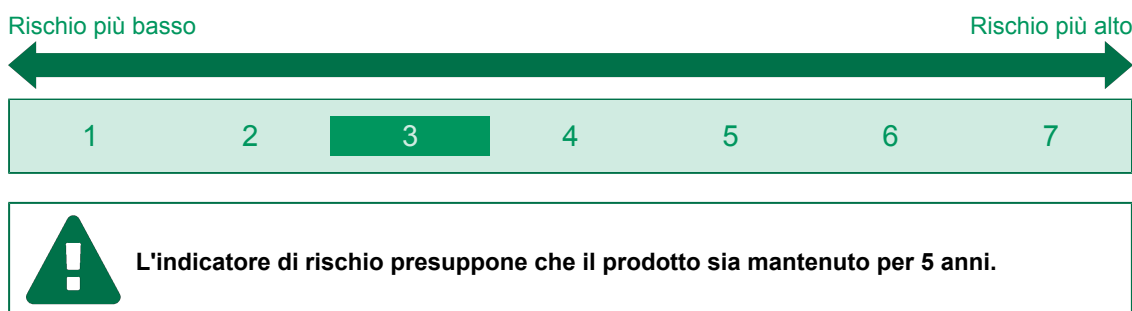 Rischio più basso Rischio più alto
1 2 3 4 5 6 7
L'indicatore di rischio presuppone che il prodotto sia mantenuto per 5 anni.